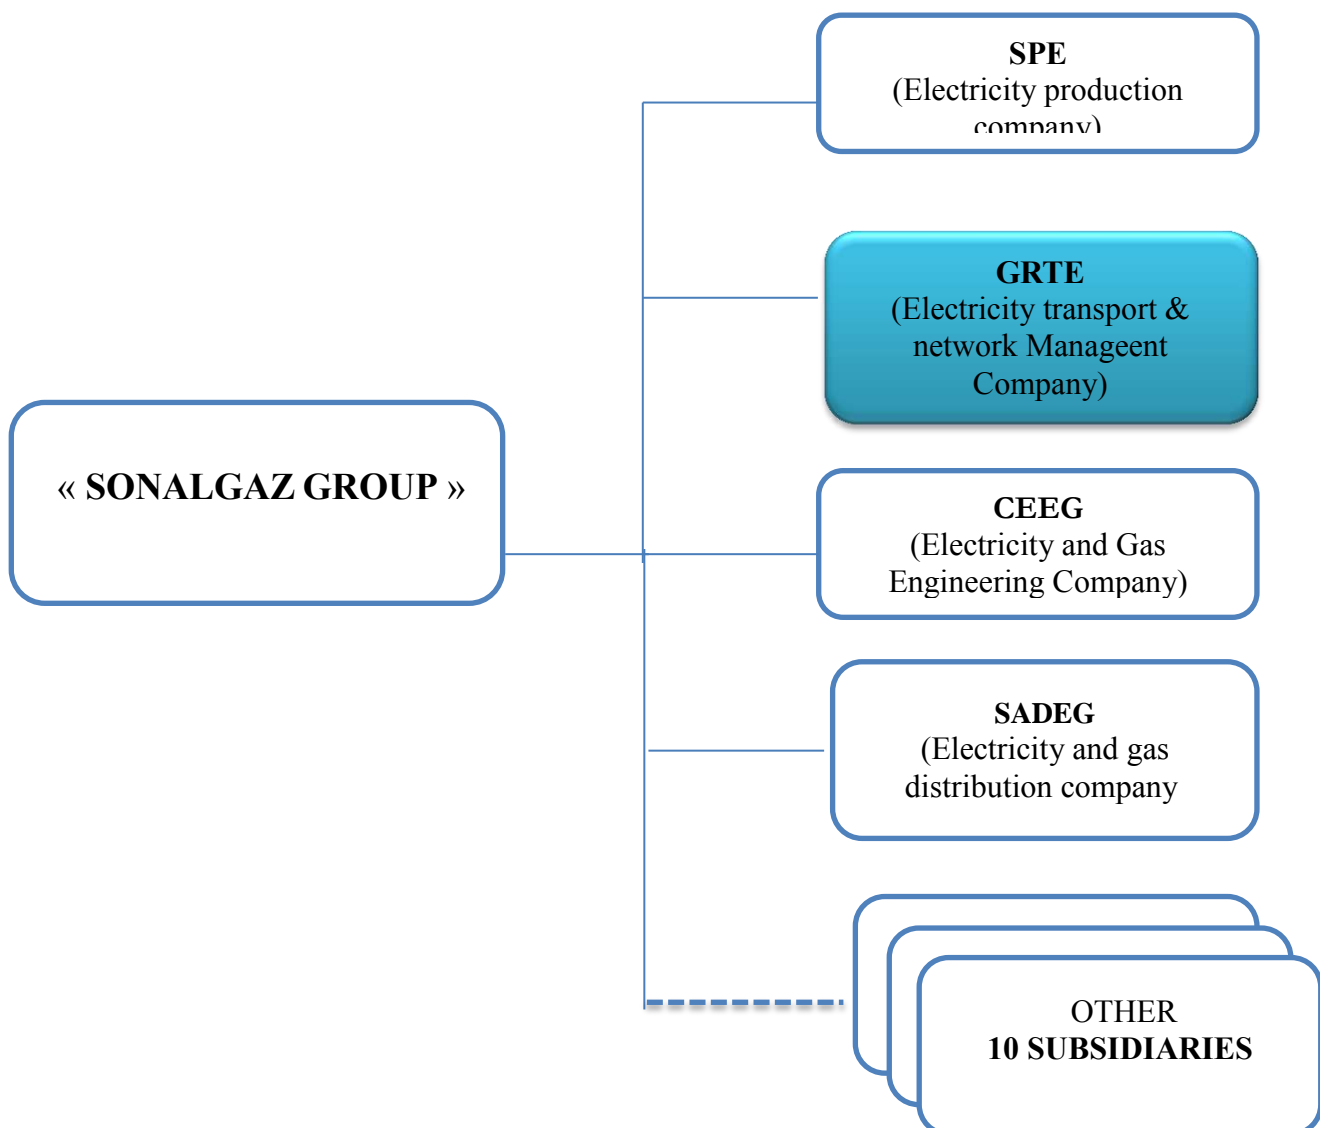 SPE
(Electricity production
company)
GRTE
(Electricity transport &
network Manageent
Company)
« SONALGAZ GROUP »
CEEG
(Electricity and Gas
Engineering Company)
SADEG
(Electricity and gas
distribution company
OTHER
10 SUBSIDIARIES